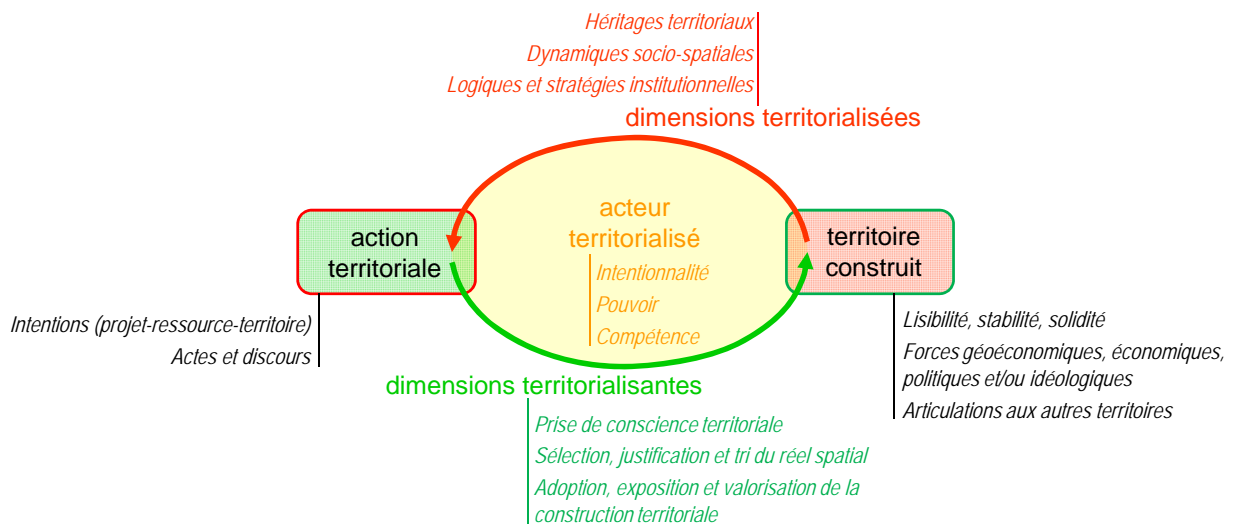 Héritages territoriaux
Dynamiques socio-spatiales
Logiques et stratégies institutionnelles
dimensions territorialisées
acteur
territorialisé
Intentionnalité
Pouvoir
Compétence
action
territoriale
Intentions (projet-ressource-territoire)
Actes et discours
territoire
construit
Lisibilité, stabilité, solidité
Forces géoéconomiques, économiques,
politiques et/ou idéologiques
Articulations aux autres territoires
dimensions territorialisantes
Prise de conscience territoriale
Sélection, justification et tri du réel spatial
Adoption, exposition et valorisation de la
construction territoriale